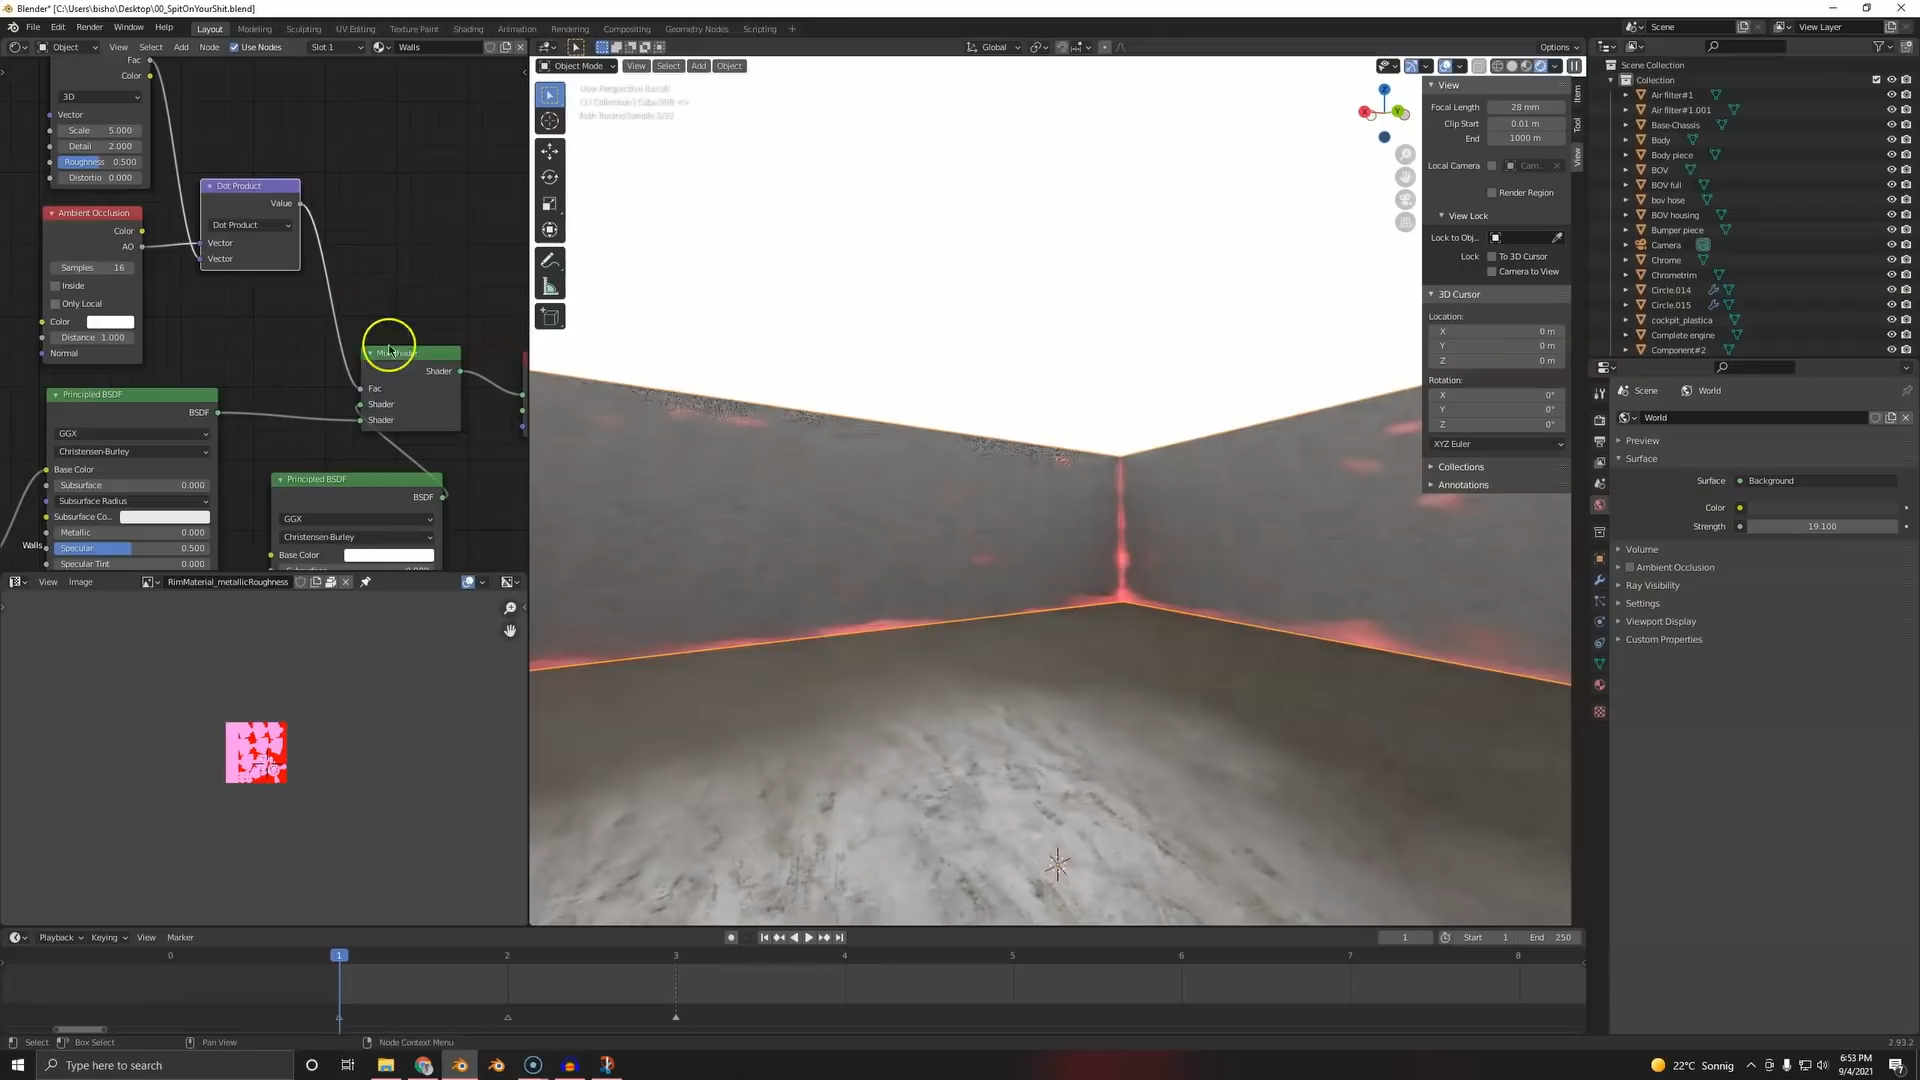 Blender* [C:\Users\bisho\Desktop\00_SpitOnYourShit.blend]
File Edit Render Window Help Layout Modeling Sculpting UV Editing Texture Paint Shading Animation Rendering Compositing Geometry Nodes Scripting + Scene View Layer
Object View Select Add Node Use Nodes Slot 1 Walls Global Options
Object Mode View Select Add Object
Fac
Color
3D
Vector
Scale 5.000
Detail 2.000
Roughness 0.500
Distortio 0.000
Dot Product
Value
Dot Product
Vector
Vector
Ambient Occlusion
Color
AO
Samples 16
Inside
Only Local
Color
Distance 1.000
Normal
Shader
Fac
Shader
Shader
Principled BSDF
BSDF
GGX
Christensen-Burley
Base Color
Subsurface 0.000
Subsurface Radius
Subsurface Co...
Metallic 0.000
Specular 0.500
Specular Tint 0.000
Walls
Principled BSDF
BSDF
GGX
Christensen-Burley
Base Color
View Image RimMaterial_metallicRoughness
User Perspective (Local)
Z
X
Y
View
Focal Length 28 mm
Clip Start 0.01 m
End 1000 m
Local Camera Cam...
Render Region
View Lock
Lock to Obj...
Lock To 3D Cursor
Camera to View
3D Cursor
Location:
X 0 m
Y 0 m
Z 0 m
Rotation:
X 0°
Y 0°
Z 0°
XYZ Euler
Collections
Annotations
Item
Tool
View
Scene Collection
Collection
Air filter#1
Air filter#1.001
Base-Chassis
Body
Body piece
BOV
BOV full
bov hose
BOV housing
Bumper piece
Camera
Chrome
Chrometrim
Circle.014
Circle.015
cockpit_plastica
Complete engine
Component#2
Scene World
World
Preview
Surface
Surface Background
Color
Strength 19.100
Volume
Ambient Occlusion
Ray Visibility
Settings
Viewport Display
Custom Properties
Playback Keying View Marker 1 Start 1 End 250
0 1 2 3 4 5 6 7 8
Select Box Select Pan View Node Context Menu 2.93.2
Type here to search 22°C Sonnig 6:53 PM
9/4/2021